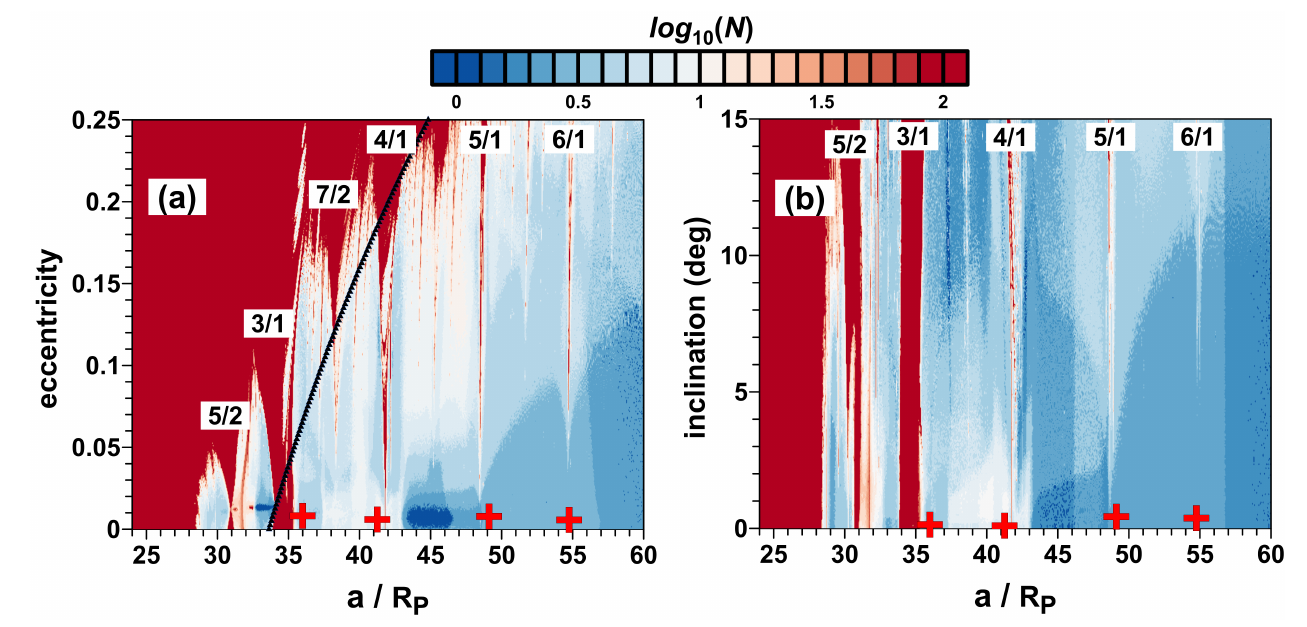 log10(N)
0 0.5 1 1.5 2
(a)
5/2
3/1
7/2
4/1
5/1
6/1
0.25
0.2
0.15
0.1
0.05
0
eccentricity
25 30 35 40 45 50 55 60
a / RP
(b)
5/2
3/1
4/1
5/1
6/1
15
10
5
0
inclination (deg)
25 30 35 40 45 50 55 60
a / RP